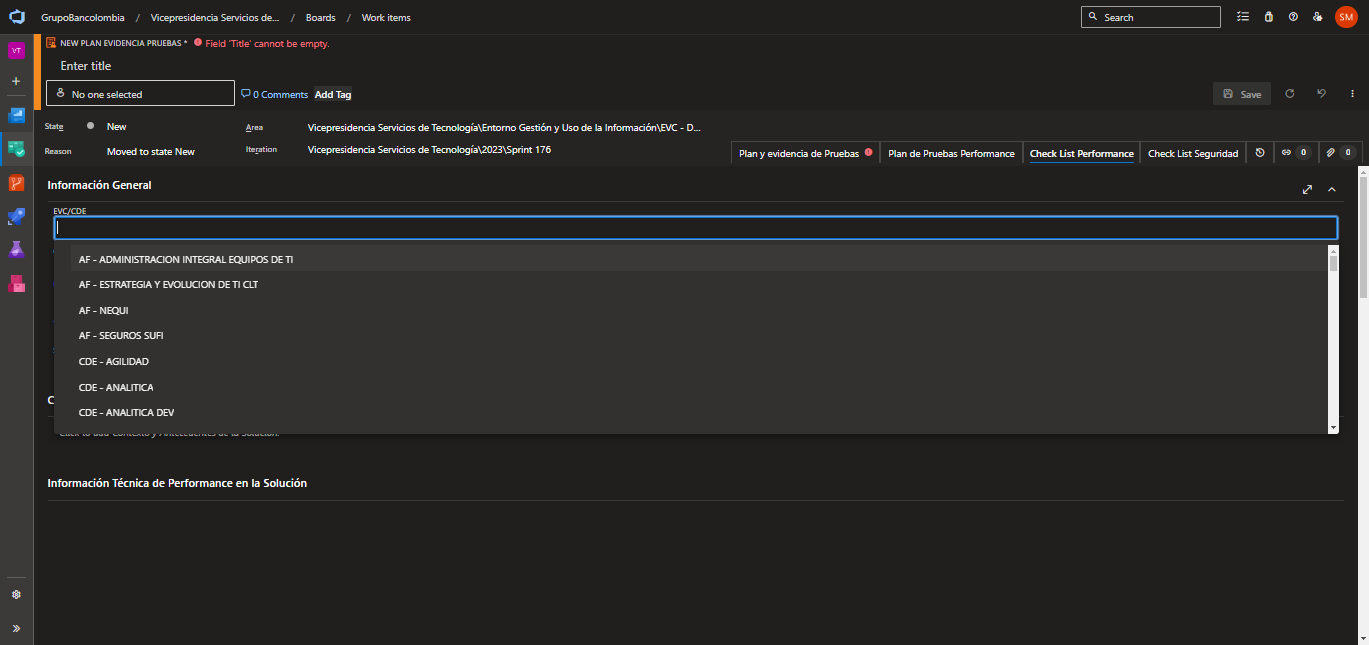 GrupoBancolombia / Vicepresidencia Servicios de... / Boards / Work items
Search
SM
VT
NEW PLAN EVIDENCIA PRUEBAS * Field 'Title' cannot be empty.
Enter title
No one selected
0 Comments
Add Tag
Save
State
New
Area
Vicepresidencia Servicios de Tecnología\Entorno Gestión y Uso de la Información\EVC - D...
Reason
Moved to state New
Iteration
Vicepresidencia Servicios de Tecnología\2023\Sprint 176
Plan y evidencia de Pruebas
Plan de Pruebas Performance
Check List Performance
Check List Seguridad
0
0
Información General
EVC/CDE
AF - ADMINISTRACION INTEGRAL EQUIPOS DE TI
AF - ESTRATEGIA Y EVOLUCION DE TI CLT
AF - NEQUI
AF - SEGUROS SUFI
CDE - AGILIDAD
CDE - ANALITICA
CDE - ANALITICA DEV
C
Click to add Contexto y Antecedentes de la Solución.
Información Técnica de Performance en la Solución